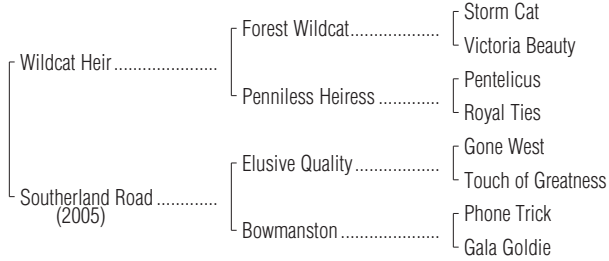 Storm Cat
Forest Wildcat....................
Victoria Beauty
Wildcat Heir......................
Pentelicus
Penniless Heiress .............
Royal Ties
Gone West
Elusive Quality..................
Touch of Greatness
Southerland Road .............
(2005)
Phone Trick
Bowmanston.....................
Gala Goldie